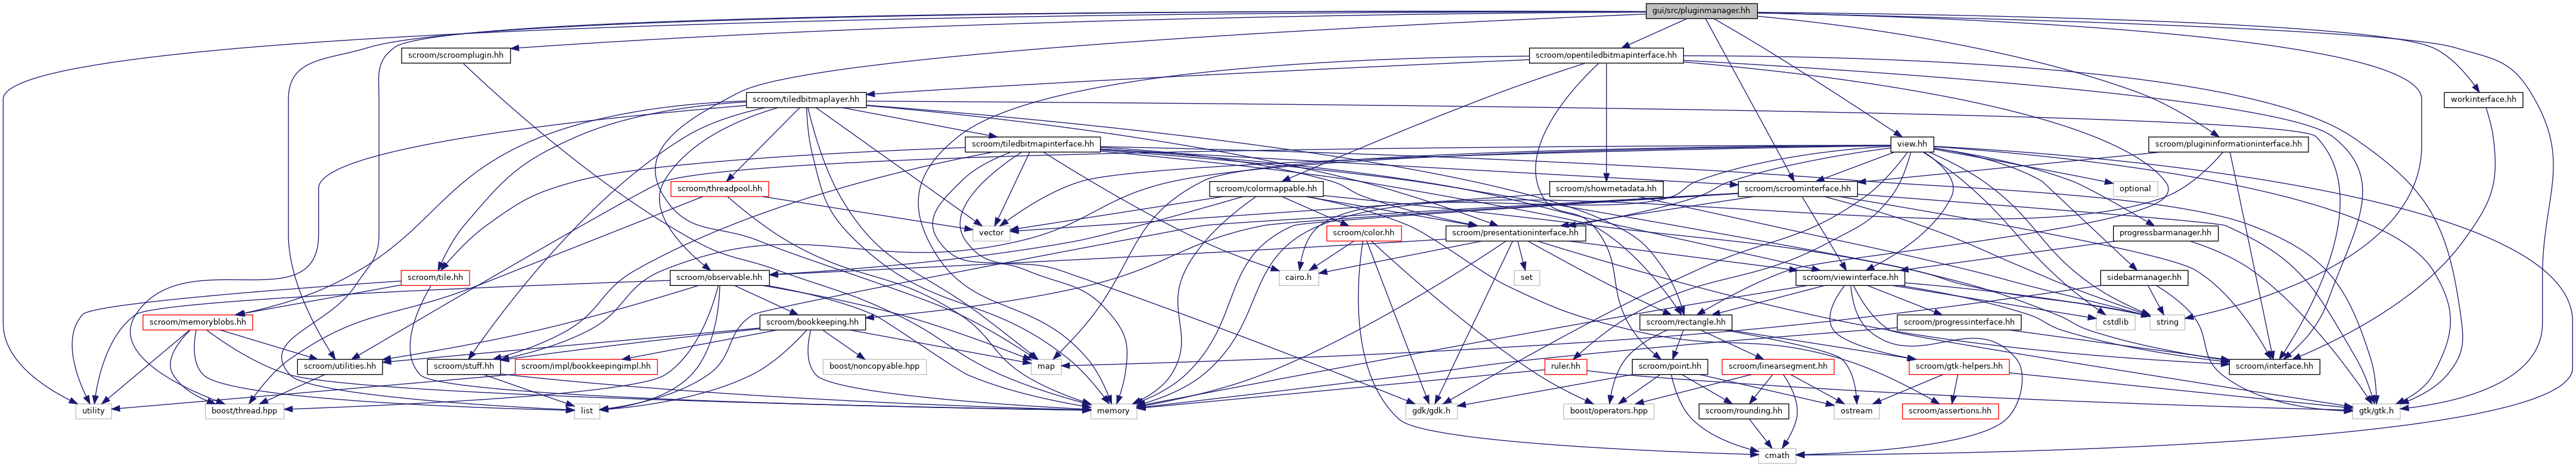 gui/src/pluginmanager.hh
scroom/scroomplugin.hh
scroom/opentiledbitmapinterface.hh
scroom/tiledbitmaplayer.hh
workinterface.hh
scroom/tiledbitmapinterface.hh
view.hh
scroom/plugininformationinterface.hh
scroom/threadpool.hh
scroom/colormappable.hh
scroom/showmetadata.hh
scroom/scroominterface.hh
optional
vector
scroom/color.hh
scroom/presentationinterface.hh
progressbarmanager.hh
scroom/tile.hh
scroom/observable.hh
cairo.h
set
scroom/viewinterface.hh
sidebarmanager.hh
scroom/memoryblobs.hh
scroom/bookkeeping.hh
scroom/rectangle.hh
scroom/progressinterface.hh
cstdlib
string
scroom/utilities.hh
scroom/stuff.hh
scroom/impl/bookkeepingimpl.hh
boost/noncopyable.hpp
map
ruler.hh
scroom/point.hh
scroom/linearsegment.hh
scroom/gtk-helpers.hh
scroom/interface.hh
utility
boost/thread.hpp
list
memory
gdk/gdk.h
boost/operators.hpp
scroom/rounding.hh
ostream
scroom/assertions.hh
gtk/gtk.h
cmath